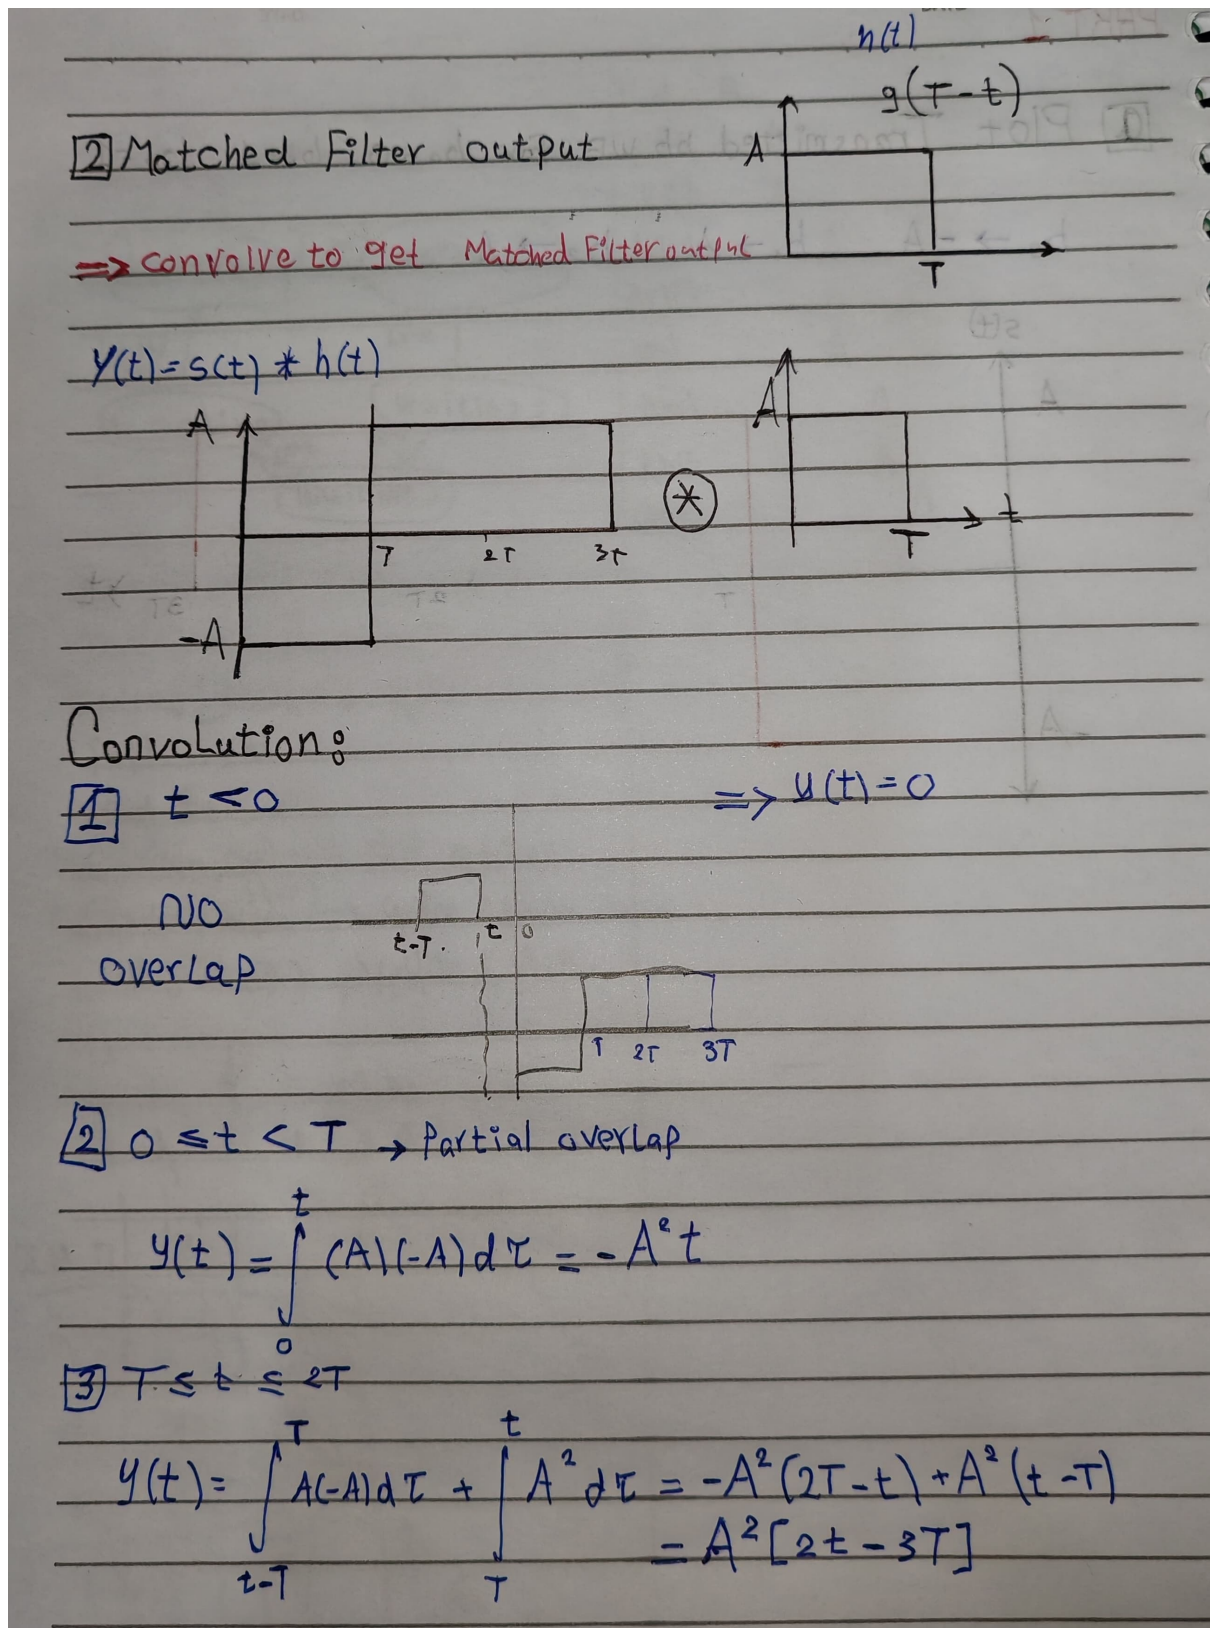 h(t)
g(T-t)
[2] Matched Filter output
A
T
=> convolve to get Matched Filter output
Y(t) = s(t) * h(t)
A
-A
T 2T 3T
*
A
T
t
Convolution:
[1] t < 0 => y(t) = 0
NO
overlap
t-T. t 0
T 2T 3T
[2] 0 ≤ t < T → Partial overlap
y(t) = ∫₀ᵗ (A)(-A)dτ = -A²t
[3] T ≤ t ≤ 2T
y(t) = ∫_{t-T}^{T} A(-A)dτ + ∫_{T}^{t} A² dτ = -A²(2T-t) + A²(t-T)
= A²[2t-3T]